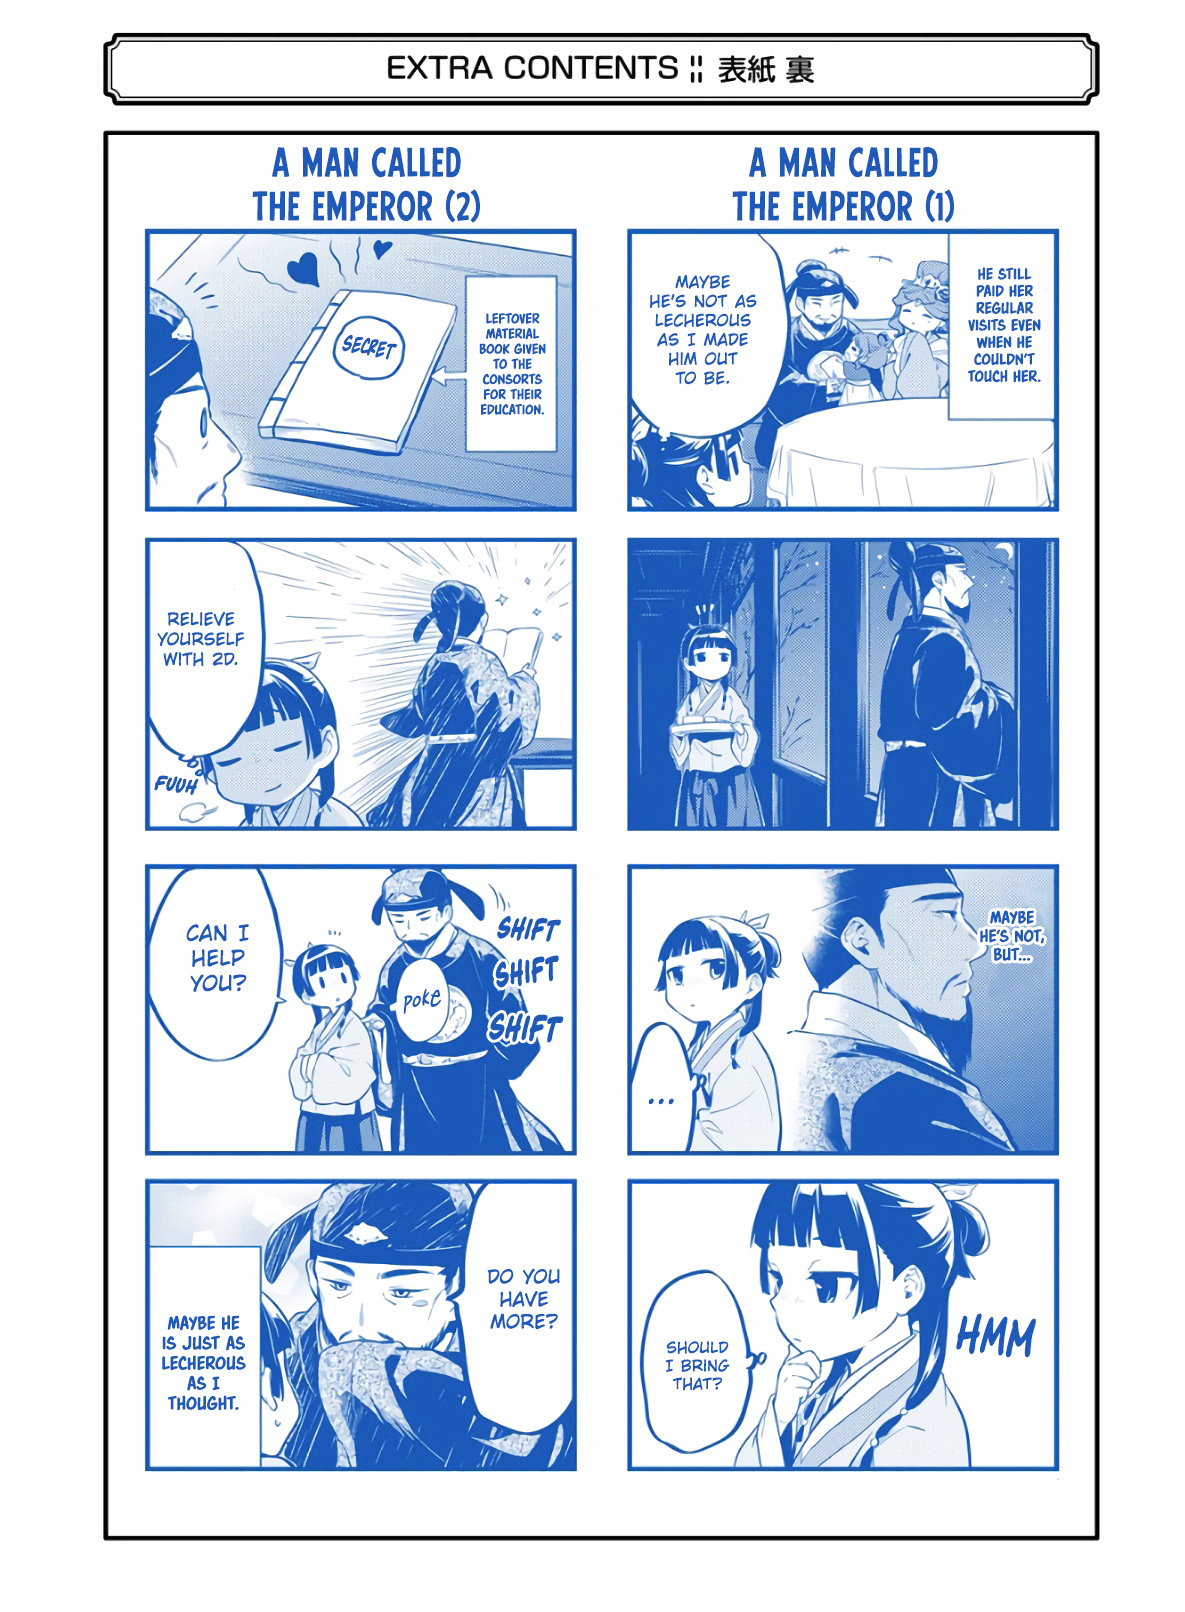 EXTRA CONTENTS :: 表紙 裏
A MAN CALLED
THE EMPEROR (1)
HE STILL
PAID HER
REGULAR
VISITS EVEN
WHEN HE
COULDN'T
TOUCH HER.
MAYBE
HE'S NOT AS
LECHEROUS
AS I MADE
HIM OUT
TO BE.
MAYBE
HE'S NOT,
BUT...
...
HMM
SHOULD
I BRING
THAT?
A MAN CALLED
THE EMPEROR (2)
LEFTOVER
MATERIAL
BOOK GIVEN
TO THE
CONSORTS
FOR THEIR
EDUCATION.
SECRET
RELIEVE
YOURSELF
WITH 2D.
FUUH
SHIFT
SHIFT
SHIFT
POKE
CAN I
HELP
YOU?
DO YOU
HAVE
MORE?
MAYBE HE
IS JUST AS
LECHEROUS
AS I
THOUGHT.